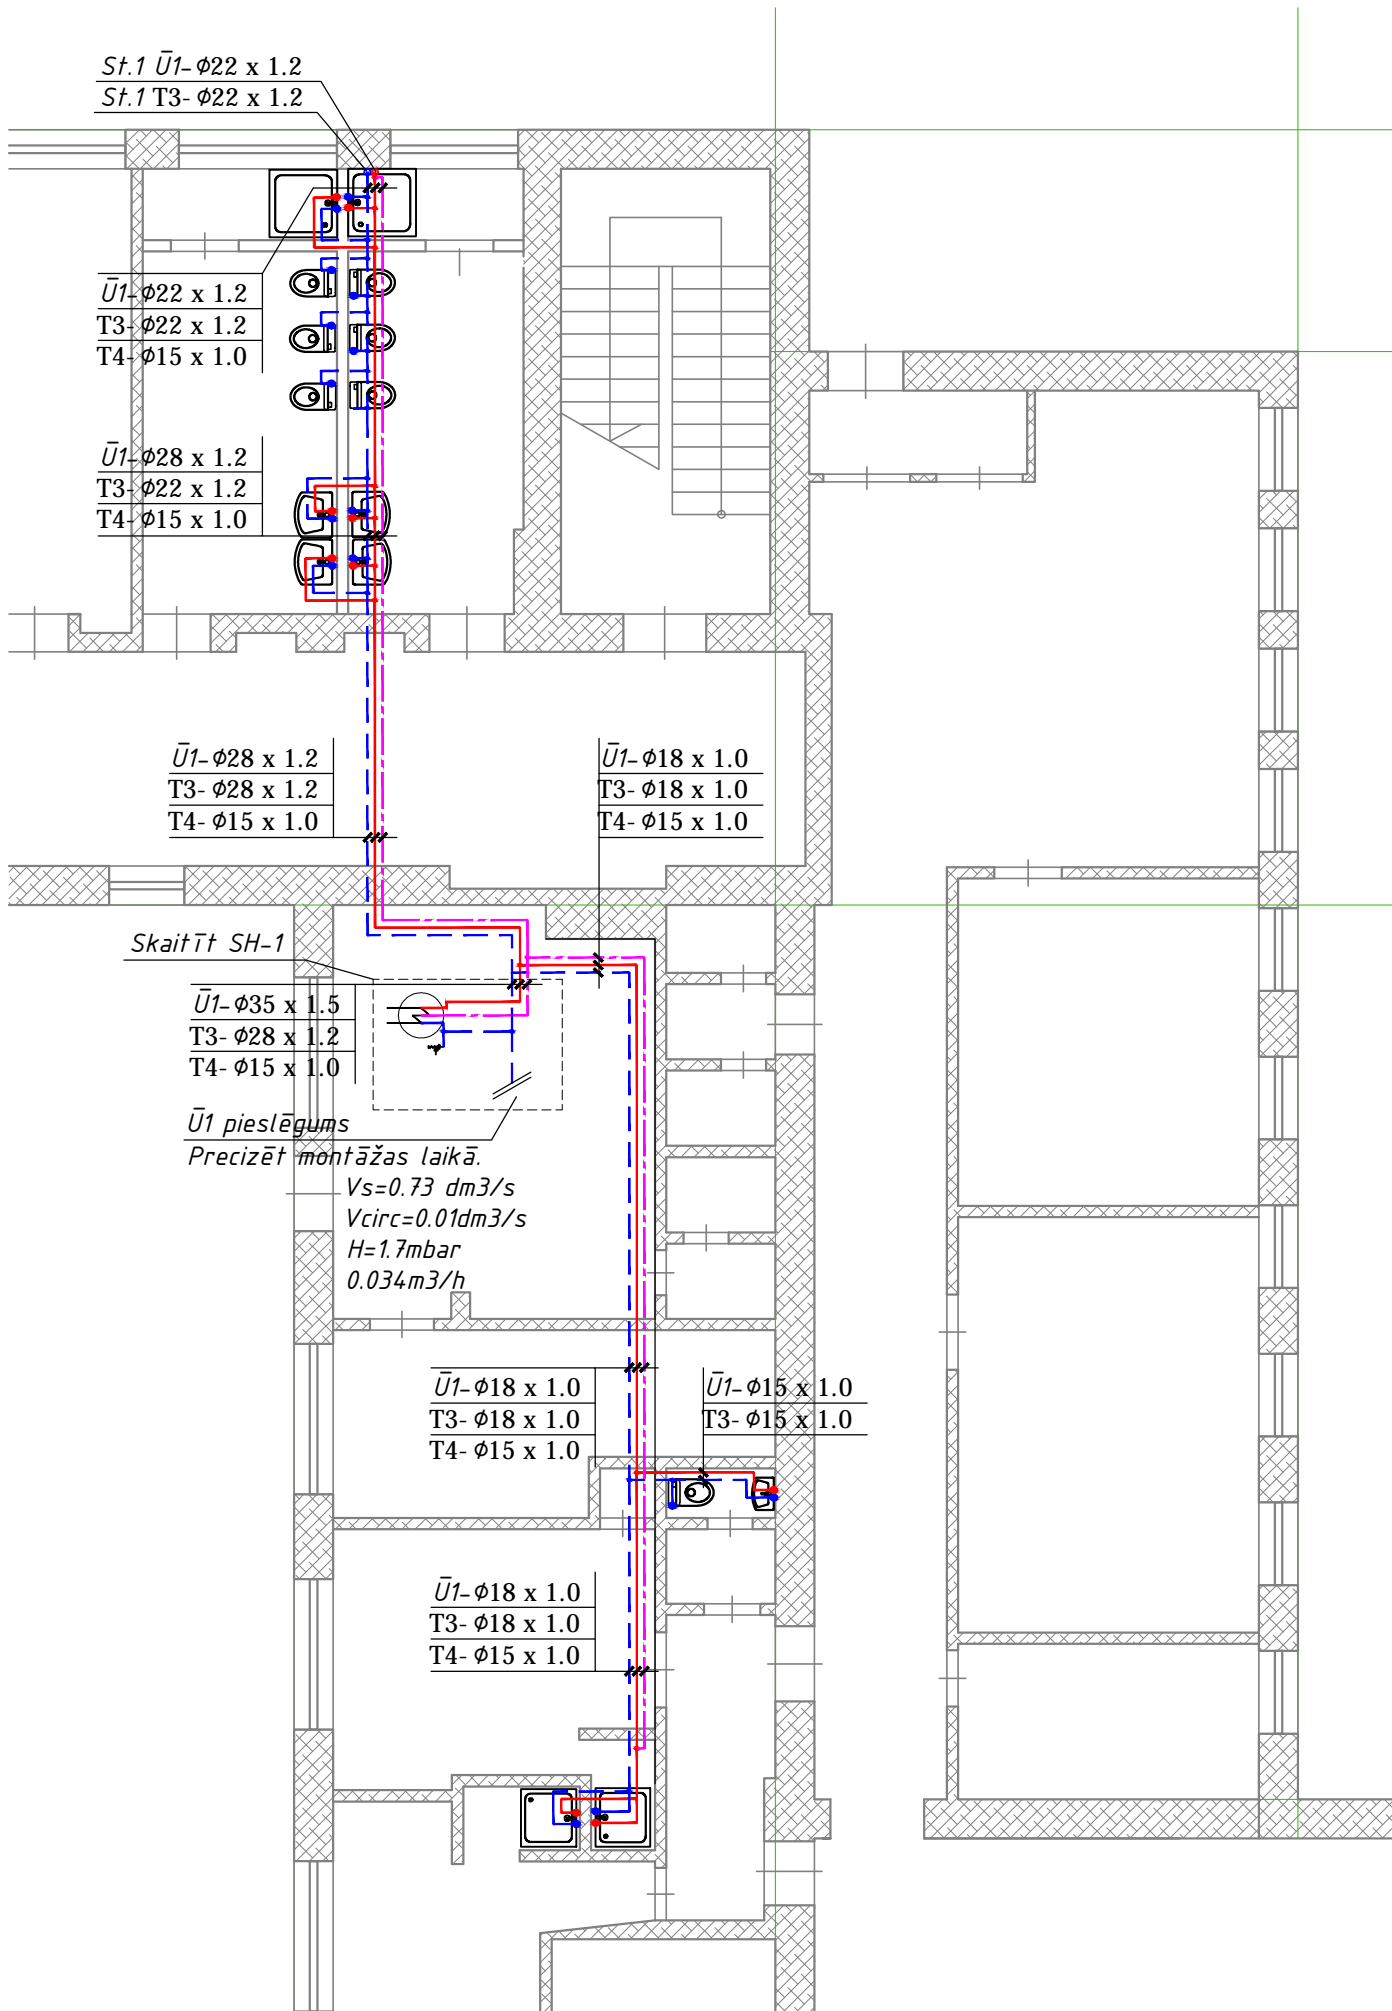 St.1 Ū1-ϕ22 x 1.2
St.1 T3- ϕ22 x 1.2
Ū1-ϕ22 x 1.2
T3- ϕ22 x 1.2
T4- ϕ15 x 1.0
Ū1-ϕ28 x 1.2
T3- ϕ22 x 1.2
T4- ϕ15 x 1.0
Ū1-ϕ28 x 1.2
T3- ϕ28 x 1.2
T4- ϕ15 x 1.0
Ū1-ϕ18 x 1.0
T3- ϕ18 x 1.0
T4- ϕ15 x 1.0
Skaitīt SH-1
Ū1-ϕ35 x 1.5
T3- ϕ28 x 1.2
T4- ϕ15 x 1.0
Ū1 pieslēgums
Precizēt montāžas laikā.
Vs=0.73 dm3/s
Vcirc=0.01dm3/s
H=1.7mbar
0.034m3/h
Ū1-ϕ18 x 1.0
T3- ϕ18 x 1.0
T4- ϕ15 x 1.0
Ū1-ϕ15 x 1.0
T3- ϕ15 x 1.0
Ū1-ϕ18 x 1.0
T3- ϕ18 x 1.0
T4- ϕ15 x 1.0